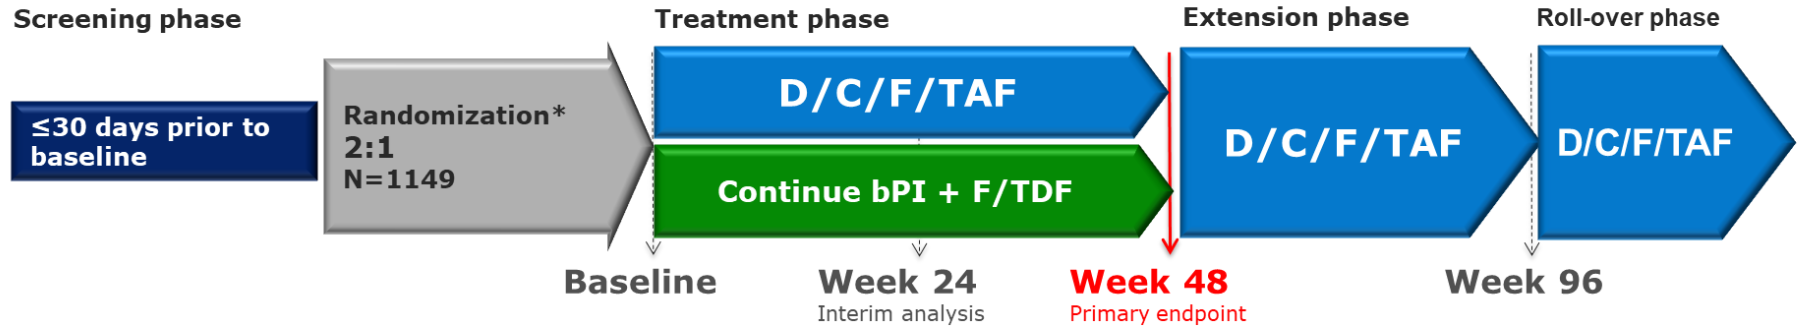 Screening phase
Treatment phase
Extension phase
Roll-over phase
≤30 days prior to
baseline
Randomization*
2:1
N=1149
D/C/F/TAF
Continue bPI + F/TDF
D/C/F/TAF
D/C/F/TAF
Baseline
Week 24
Interim analysis
Week 48
Primary endpoint
Week 96